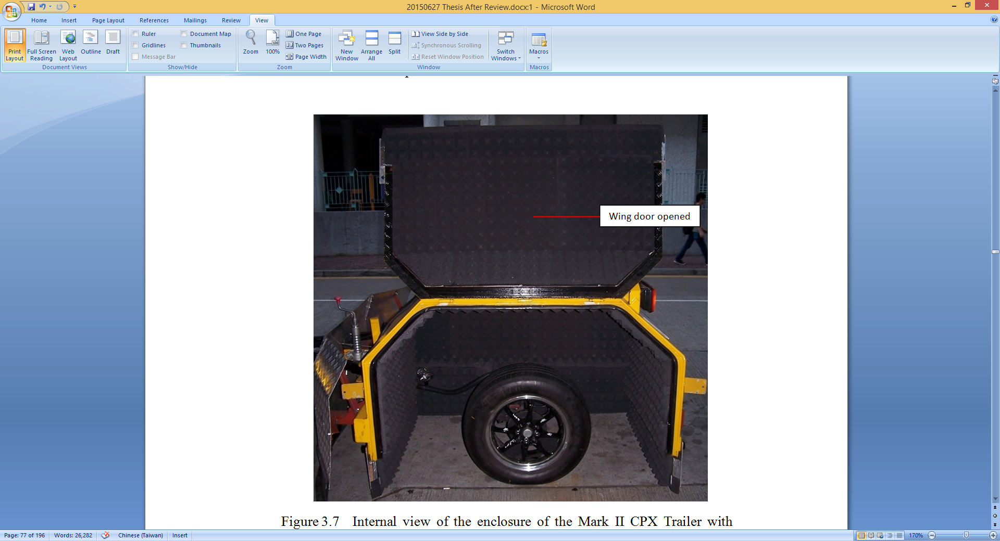 20150627 Thesis After Review.docx:1 - Microsoft Word
Home Insert Page Layout References Mailings Review View
Print Layout
Full Screen Reading
Web Layout
Outline
Draft
Document Views
Ruler
Gridlines
Message Bar
Document Map
Thumbnails
Show/Hide
Zoom
100
100%
One Page
Two Pages
Page Width
Zoom
New Window
Arrange All
Split
View Side by Side
Synchronous Scrolling
Reset Window Position
Switch Windows
Window
Macros
Macros
Wing door opened
Figure 3.7 Internal view of the enclosure of the Mark II CPX Trailer with
Page: 77 of 196 Words: 26,282 Chinese (Taiwan) Insert 170%